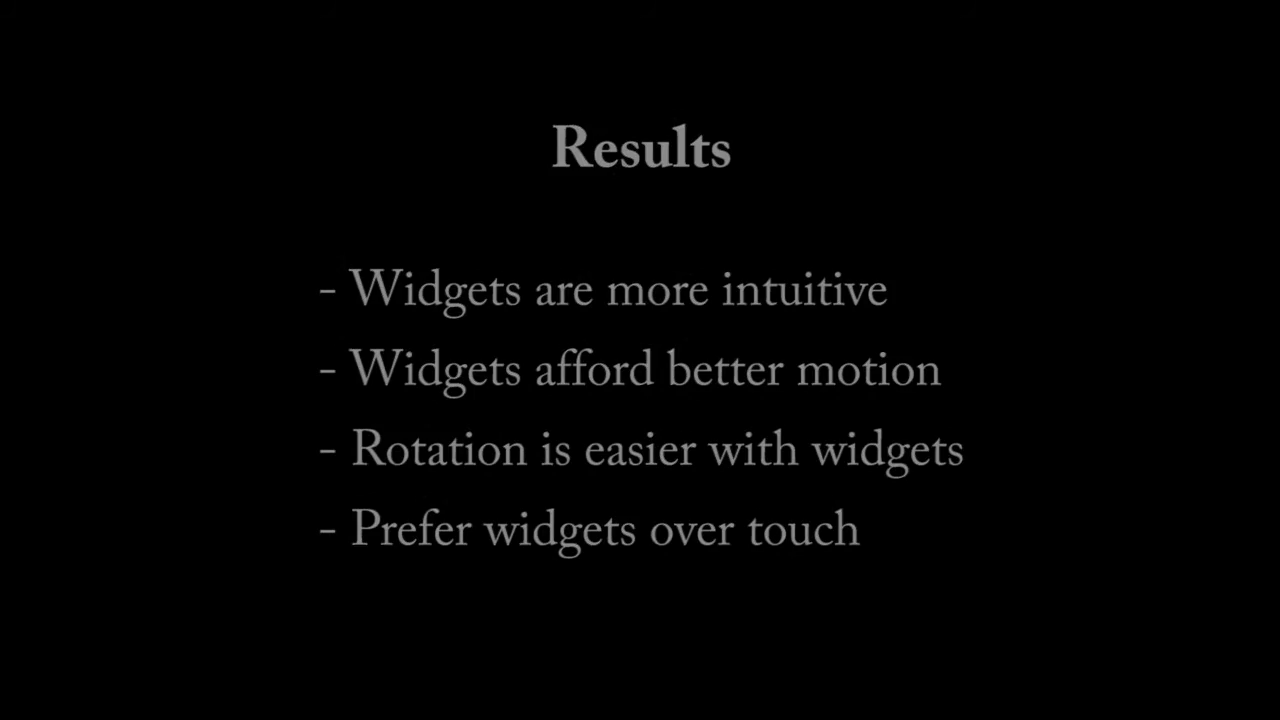 Results
- Widgets are more intuitive
- Widgets afford better motion
- Rotation is easier with widgets
- Prefer widgets over touch